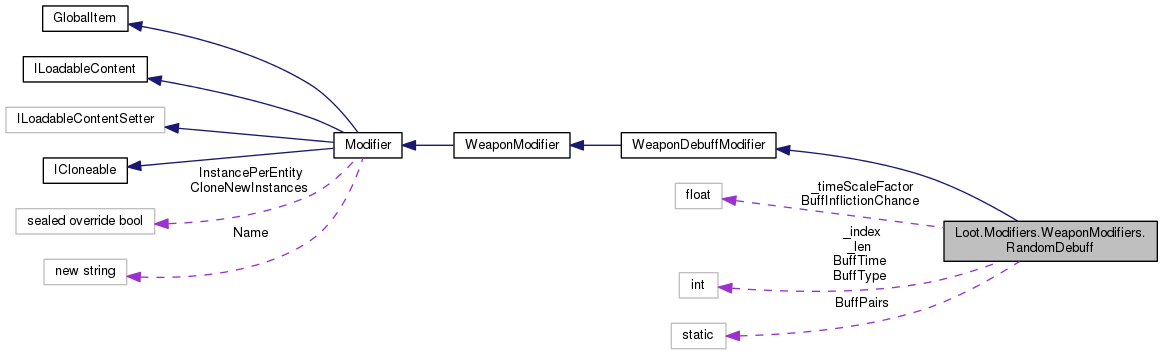 GlobalItem
ILoadableContent
ILoadableContentSetter
ICloneable
sealed override bool
new string
InstancePerEntity
CloneNewInstances
Name
Modifier
WeaponModifier
WeaponDebuffModifier
float
int
static
_timeScaleFactor
BuffInflictionChance
_index
_len
BuffTime
BuffType
BuffPairs
Loot.Modifiers.WeaponModifiers.
RandomDebuff